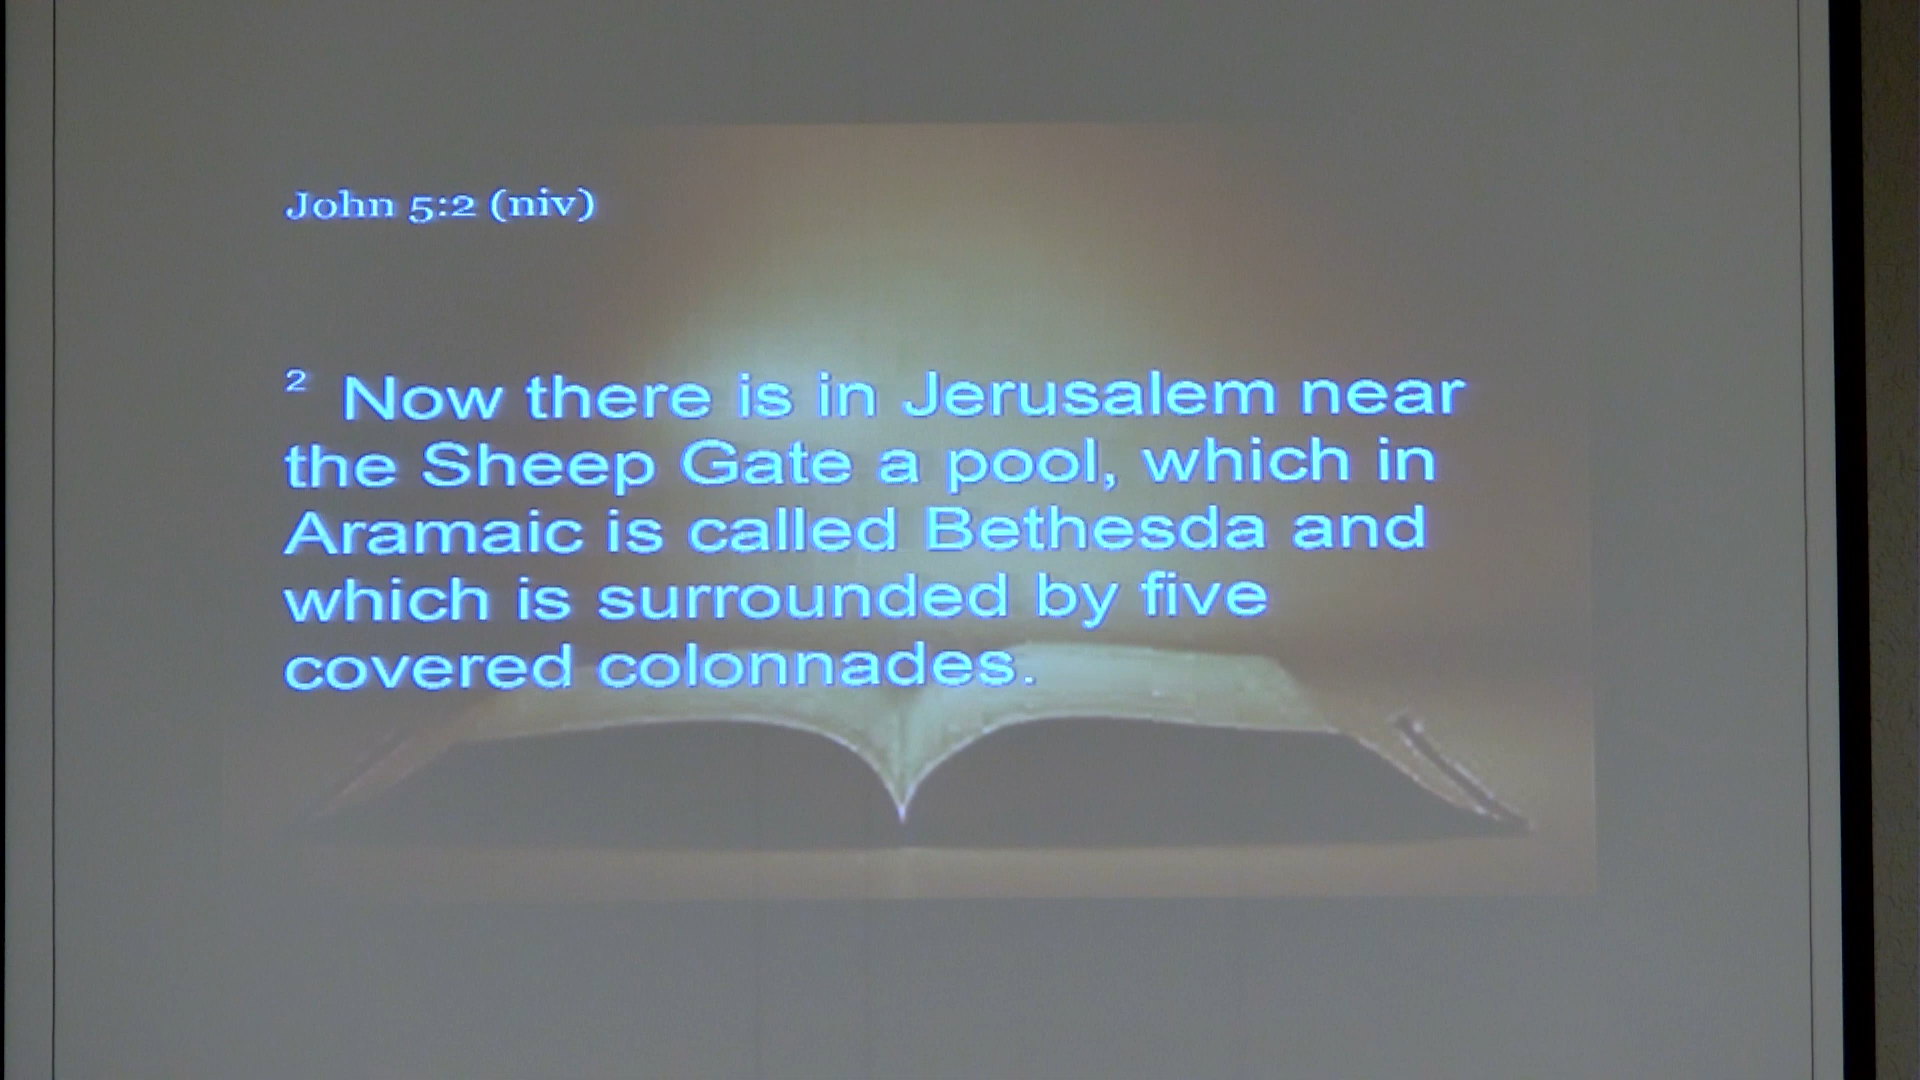 John 5:2 (niv)
2 Now there is in Jerusalem near
the Sheep Gate a pool, which in
Aramaic is called Bethesda and
which is surrounded by five
covered colonnades.